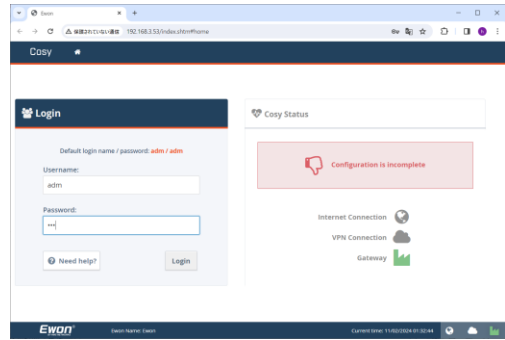 Ewon
保護されていない通信 192.168.3.53/index.shtm#home
Cosy
Login
Default login name / password: adm / adm
Username:
adm
Password:
Need help?
Login
Cosy Status
Configuration is incomplete
Internet Connection
VPN Connection
Gateway
Ewon
Ewon Name: Ewon
Current time: 11/02/2024 01:32:44